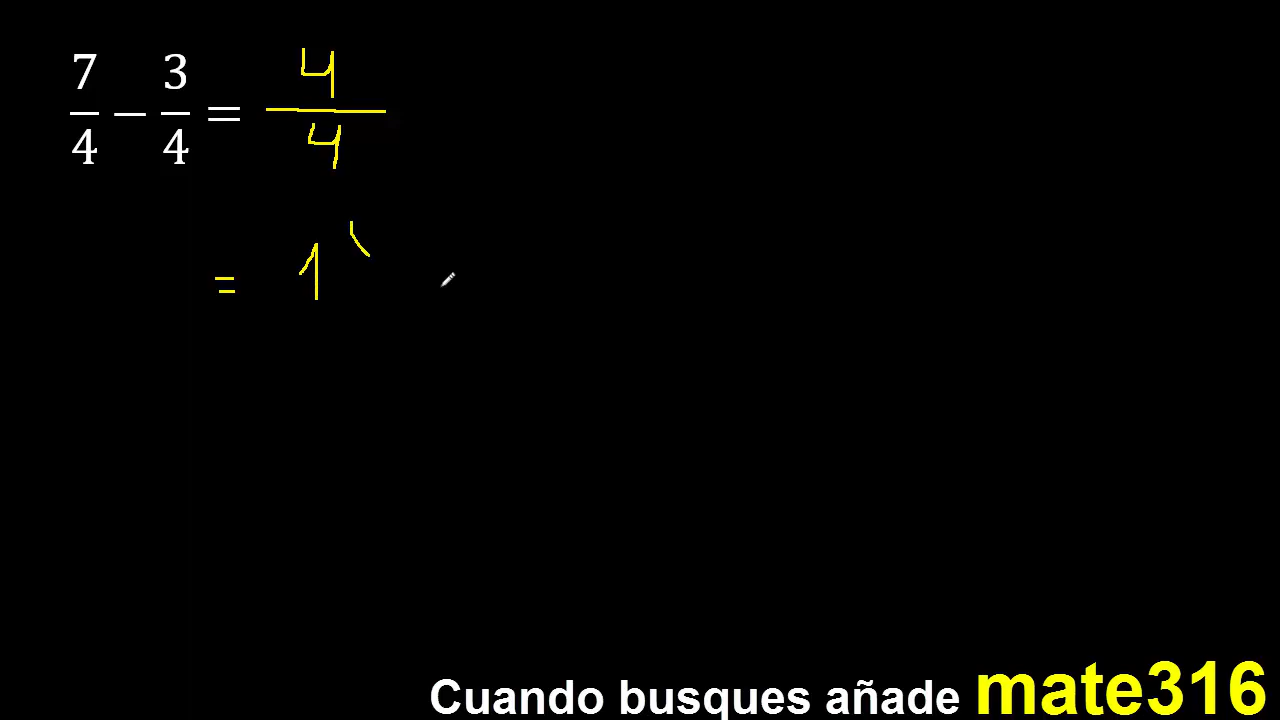 7/4 − 3/4 = 4/4
= 1
Cuando busques añade mate316